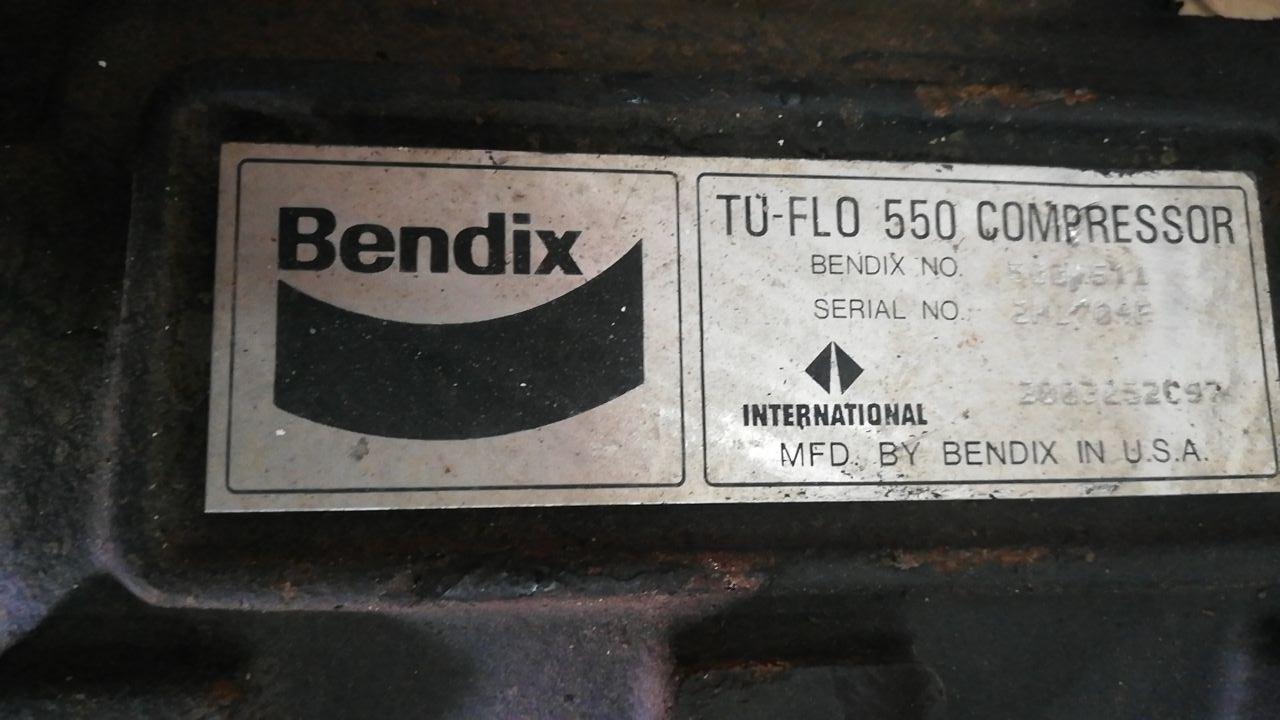 Bendix
TU-FLO 550 COMPRESSOR
BENDIX NO.
SERIAL NO.
INTERNATIONAL
MFD. BY BENDIX IN U.S.A.